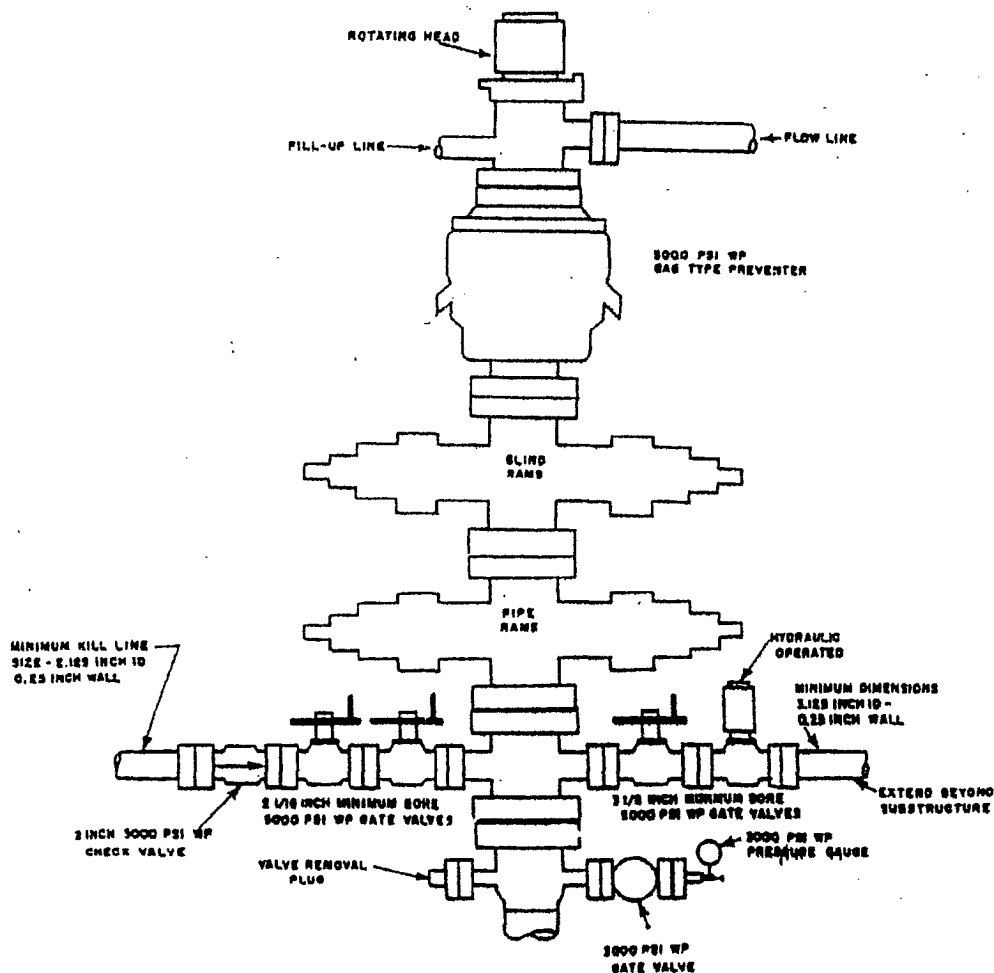 ROTATING HEAD
FILL-UP LINE
FLOW LINE
5000 PSI WP
BAG TYPE PREVENTER
BLIND
RAMS
PIPE
RAMS
MINIMUM KILL LINE
SIZE - 2.125 INCH ID
0.25 INCH WALL
HYDRAULIC
OPERATED
MINIMUM DIMENSIONS
3.125 INCH ID -
0.25 INCH WALL
2 1/16 INCH MINIMUM BORE
5000 PSI WP GATE VALVES
3 1/8 INCH MINIMUM BORE
5000 PSI WP GATE VALVES
EXTEND BEYOND
SUBSTRUCTURE
2 INCH 5000 PSI WP
CHECK VALVE
PSI WP
PRESSURE GAUGE
VALVE REMOVAL
PLUG
PSI WP
GATE VALVE